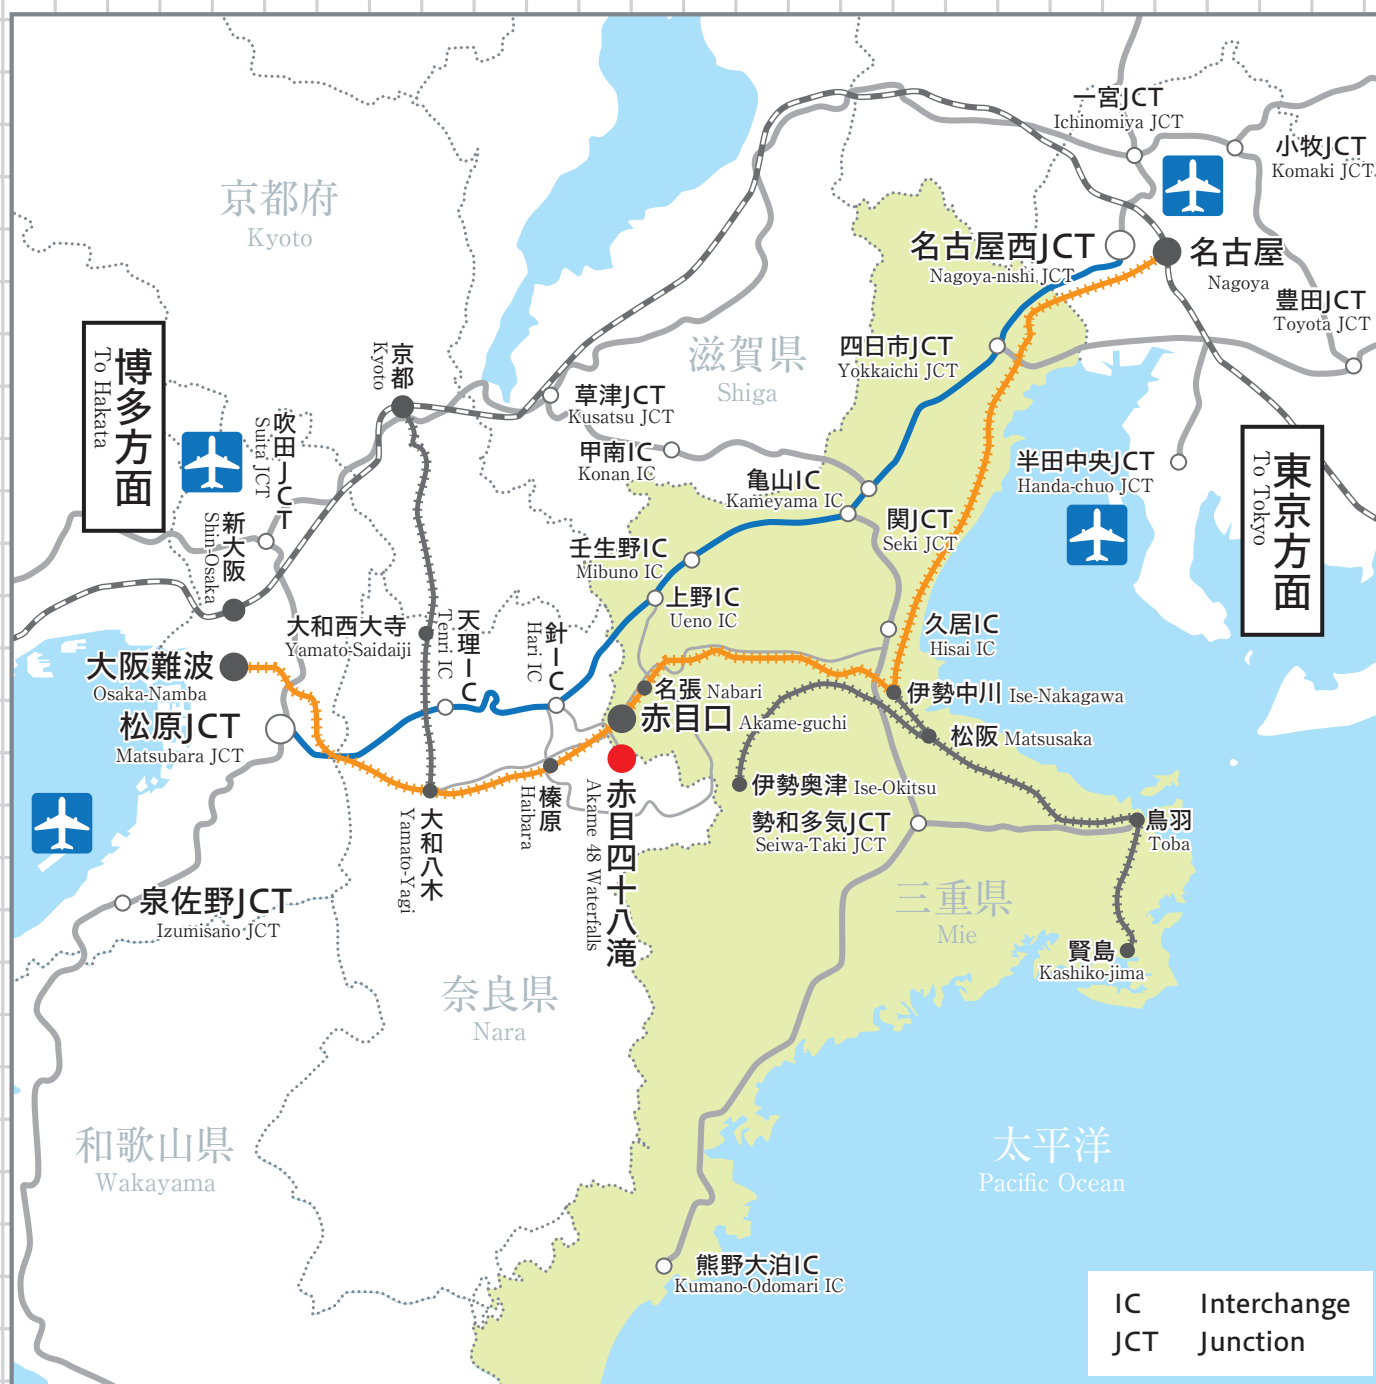 一宮JCT
Ichinomiya JCT
小牧JCT
Komaki JCT
京都府
Kyoto
名古屋西JCT
Nagoya-nishi JCT
名古屋
Nagoya
豊田JCT
Toyota JCT
博多方面
To Hakata
京都
Kyoto
滋賀県
Shiga
四日市JCT
Yokkaichi JCT
草津JCT
Kusatsu JCT
吹田JCT
Suita JCT
甲南IC
Konan IC
亀山IC
Kameyama IC
半田中央JCT
Handa-chuo JCT
東京方面
To Tokyo
新大阪
Shin-Osaka
関JCT
Seki JCT
壬生野IC
Mibuno IC
上野IC
Ueno IC
大和西大寺
Yamato-Saidaiji
天理IC
Tenri IC
針IC
Hari IC
久居IC
Hisai IC
大阪難波
Osaka-Namba
名張 Nabari
伊勢中川 Ise-Nakagawa
松原JCT
Matsubara JCT
赤目口 Akame-guchi
松阪 Matsusaka
伊勢奥津 Ise-Okitsu
榛原
Haibara
赤目四十八滝
Akame 48 Waterfalls
大和八木
Yamato-Yagi
勢和多気JCT
Seiwa-Taki JCT
鳥羽
Toba
泉佐野JCT
Izumisano JCT
三重県
Mie
賢島
Kashiko-jima
奈良県
Nara
和歌山県
Wakayama
太平洋
Pacific Ocean
熊野大泊IC
Kumano-Odomari IC
IC Interchange
JCT Junction